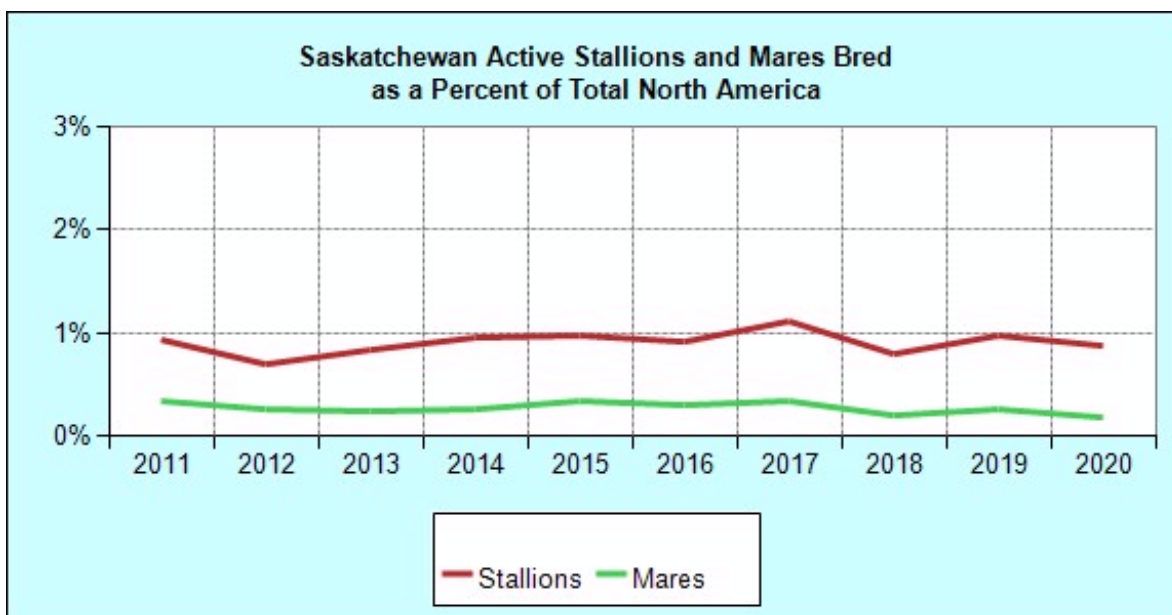 Saskatchewan Active Stallions and Mares Bred
as a Percent of Total North America
3%
2%
1%
0%
2011 2012 2013 2014 2015 2016 2017 2018 2019 2020
Stallions Mares